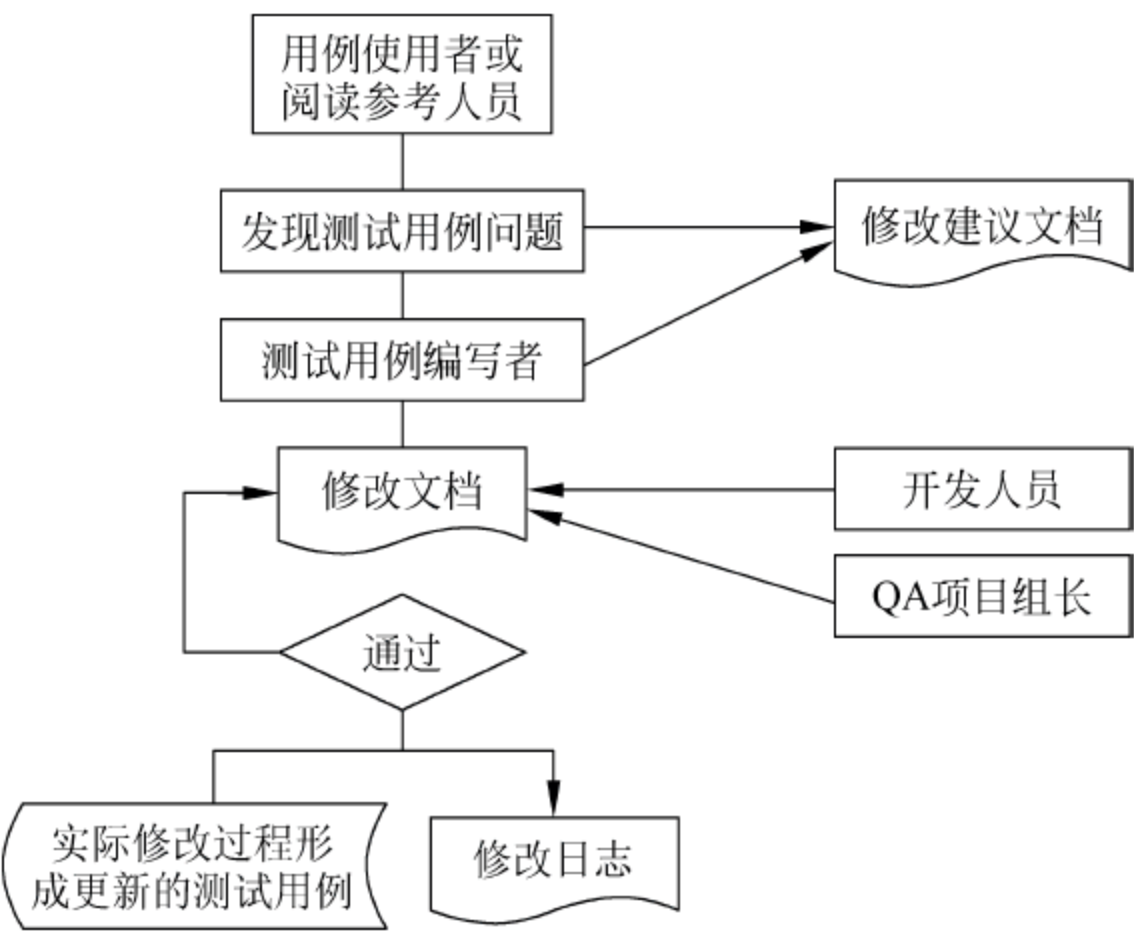 用例使用者或
阅读参考人员
发现测试用例问题
修改建议文档
测试用例编写者
修改文档
开发人员
QA项目组长
通过
实际修改过程形
成更新的测试用例
修改日志